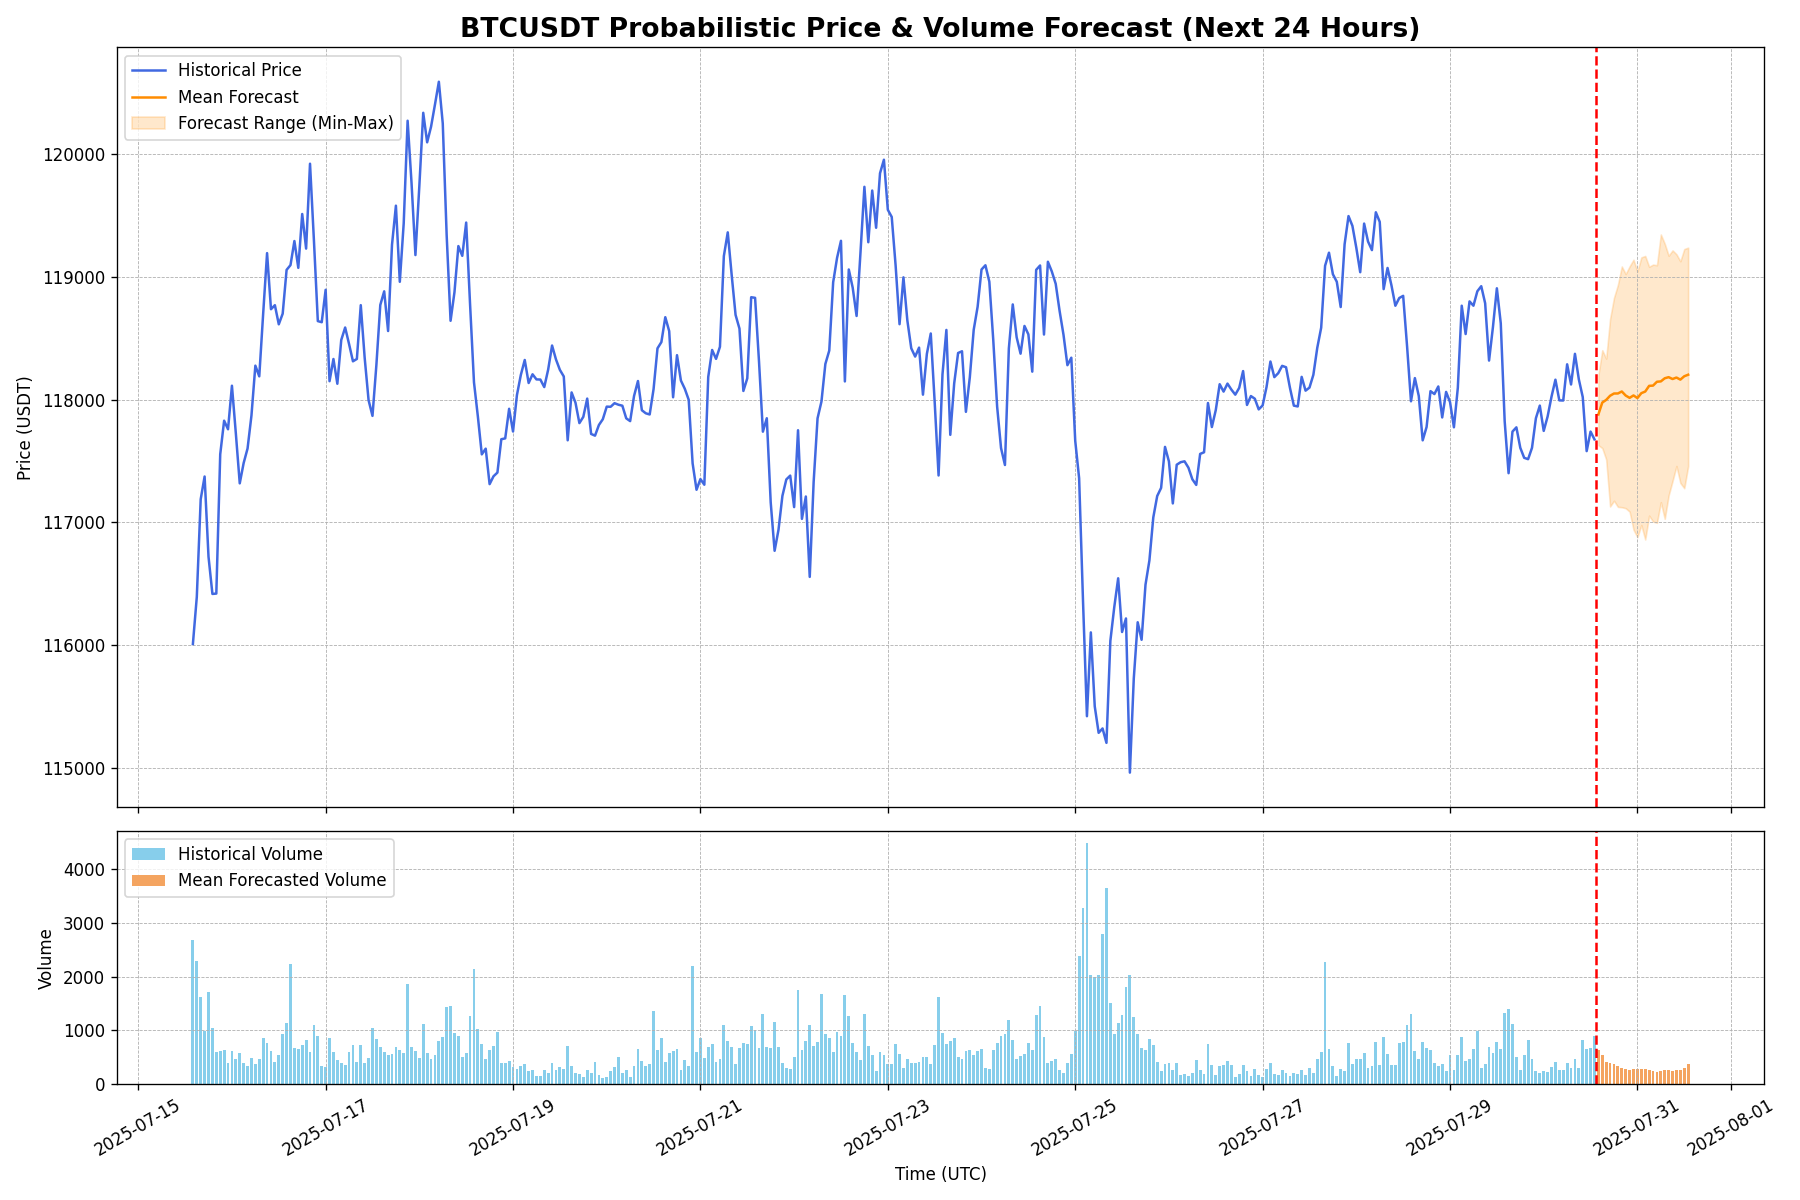 BTCUSDT Probabilistic Price & Volume Forecast (Next 24 Hours)
Historical Price
Mean Forecast
Forecast Range (Min-Max)
Price (USDT)
120000
119000
118000
117000
116000
115000
Historical Volume
Mean Forecasted Volume
Volume
4000
3000
2000
1000
0
2025-07-15
2025-07-17
2025-07-19
2025-07-21
2025-07-23
2025-07-25
2025-07-27
2025-07-29
2025-07-31
2025-08-01
Time (UTC)